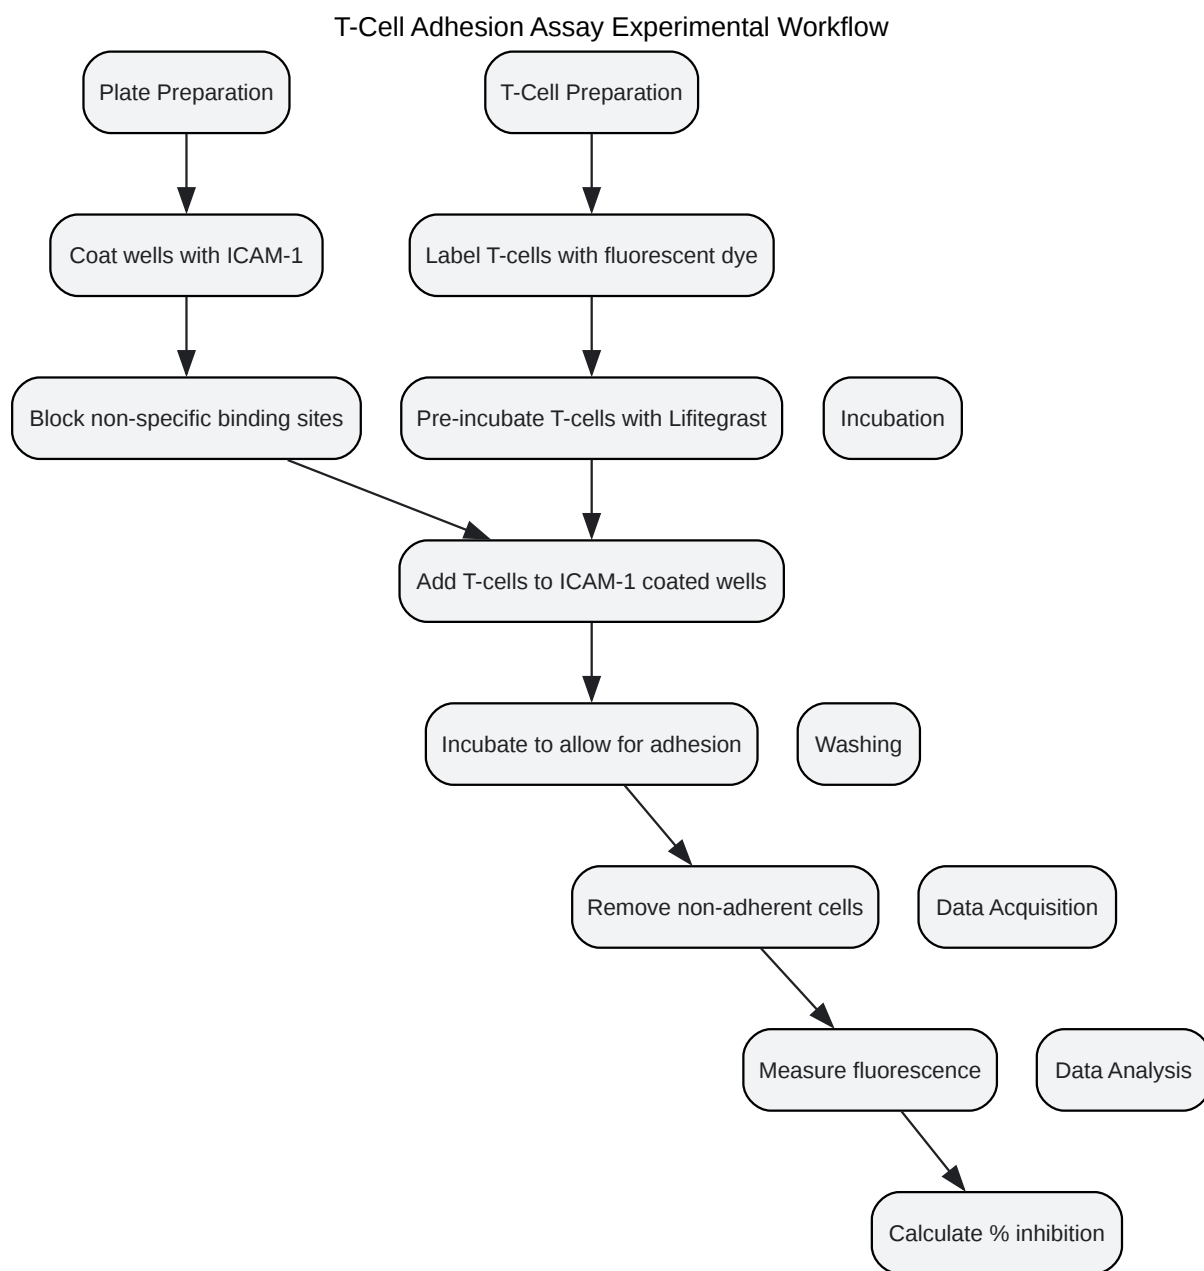 T-Cell Adhesion Assay Experimental Workflow
Plate Preparation
T-Cell Preparation
Coat wells with ICAM-1
Label T-cells with fluorescent dye
Block non-specific binding sites
Pre-incubate T-cells with Lifitegrast
Incubation
Add T-cells to ICAM-1 coated wells
Incubate to allow for adhesion
Washing
Remove non-adherent cells
Data Acquisition
Measure fluorescence
Data Analysis
Calculate % inhibition